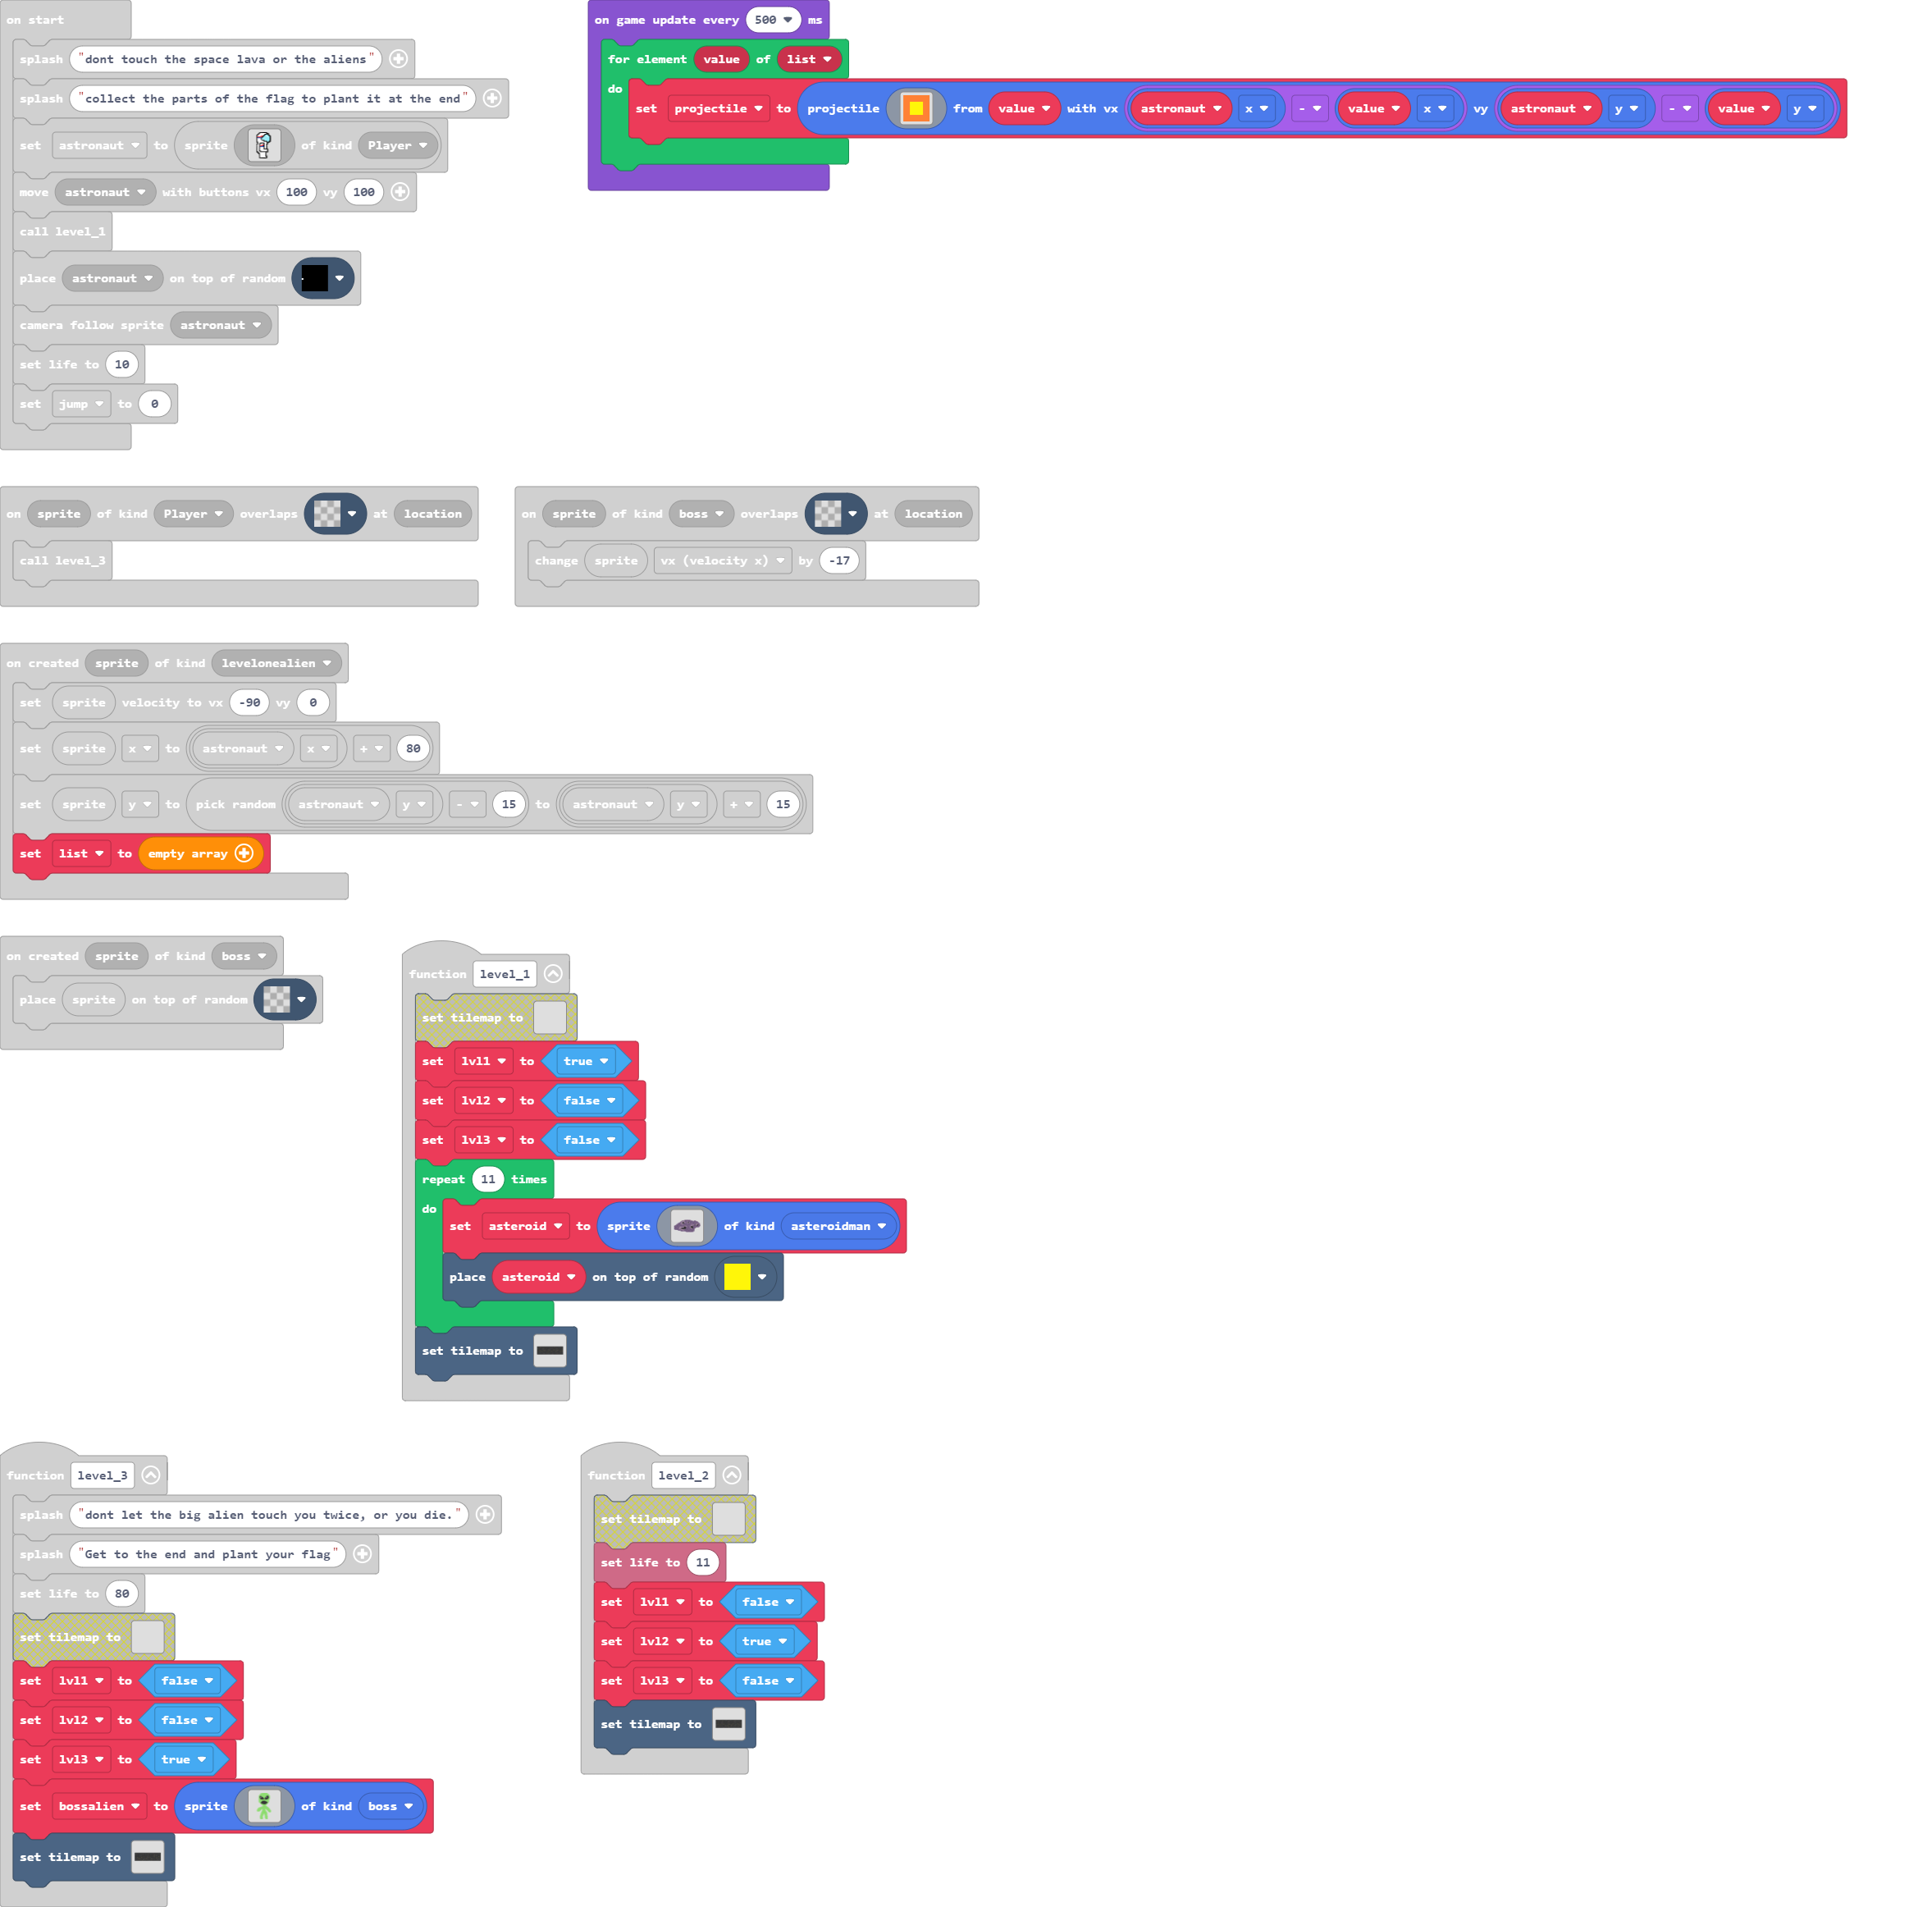 on start
splash "dont touch the space lava or the aliens"
splash "collect the parts of the flag to plant it at the end"
set astronaut to sprite of kind Player
move astronaut with buttons vx 100 vy 100
call level_1
place astronaut on top of random
camera follow sprite astronaut
set life to 10
set jump to 0
on game update every 500 ms
for element value of list
do
set projectile to projectile from value with vx astronaut x - value x vy astronaut y - value y
on sprite of kind Player overlaps at location
call level_3
on sprite of kind boss overlaps at location
change sprite vx (velocity x) by -17
on created sprite of kind levelonealien
set sprite velocity to vx -90 vy 0
set sprite x to astronaut x + 80
set sprite y to pick random astronaut y - 15 to astronaut y + 15
set list to empty array
on created sprite of kind boss
place sprite on top of random
function level_1
set tilemap to
set lvl1 to true
set lvl2 to false
set lvl3 to false
repeat 11 times
do
set asteroid to sprite of kind asteroidman
place asteroid on top of random
set tilemap to
function level_3
splash "dont let the big alien touch you twice, or you die."
splash "Get to the end and plant your flag"
set life to 80
set tilemap to
set lvl1 to false
set lvl2 to false
set lvl3 to true
set bossalien to sprite of kind boss
set tilemap to
function level_2
set tilemap to
set life to 11
set lvl1 to false
set lvl2 to true
set lvl3 to false
set tilemap to